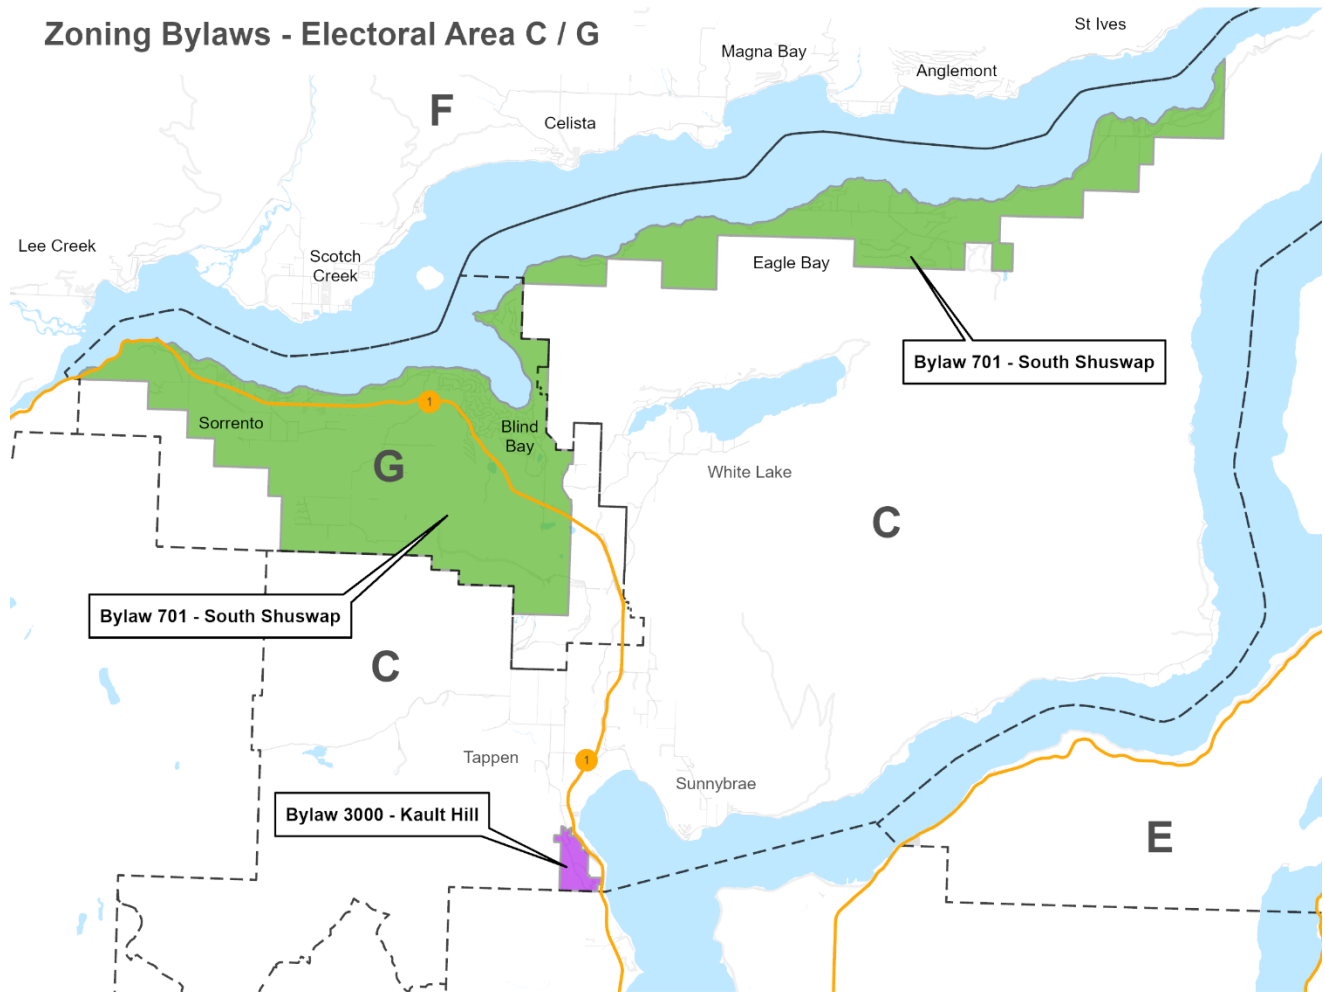 Zoning Bylaws - Electoral Area C / G
St Ives
Magna Bay
Anglemont
F
Celista
Lee Creek
Scotch
Creek
Eagle Bay
Bylaw 701 - South Shuswap
1
Sorrento
Blind
Bay
G
White Lake
C
Bylaw 701 - South Shuswap
C
Tappen
1
Sunnybrae
Bylaw 3000 - Kault Hill
E